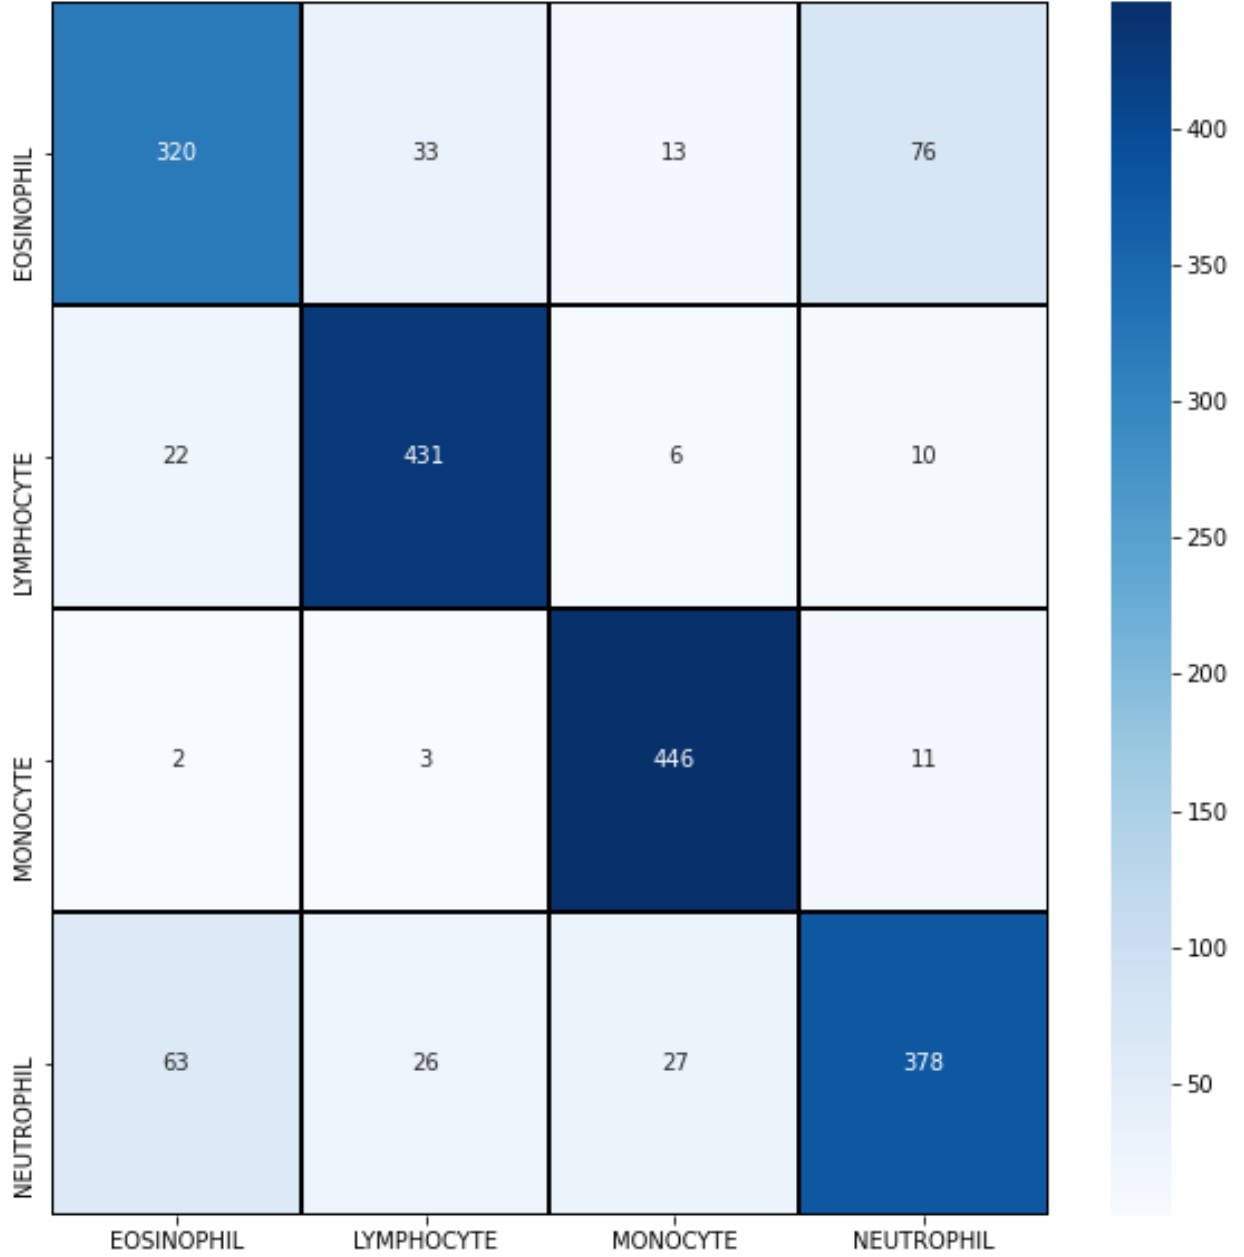 EOSINOPHIL
320 33 13 76
LYMPHOCYTE
22 431 6 10
MONOCYTE
2 3 446 11
NEUTROPHIL
63 26 27 378
EOSINOPHIL LYMPHOCYTE MONOCYTE NEUTROPHIL
400
350
300
250
200
150
100
50